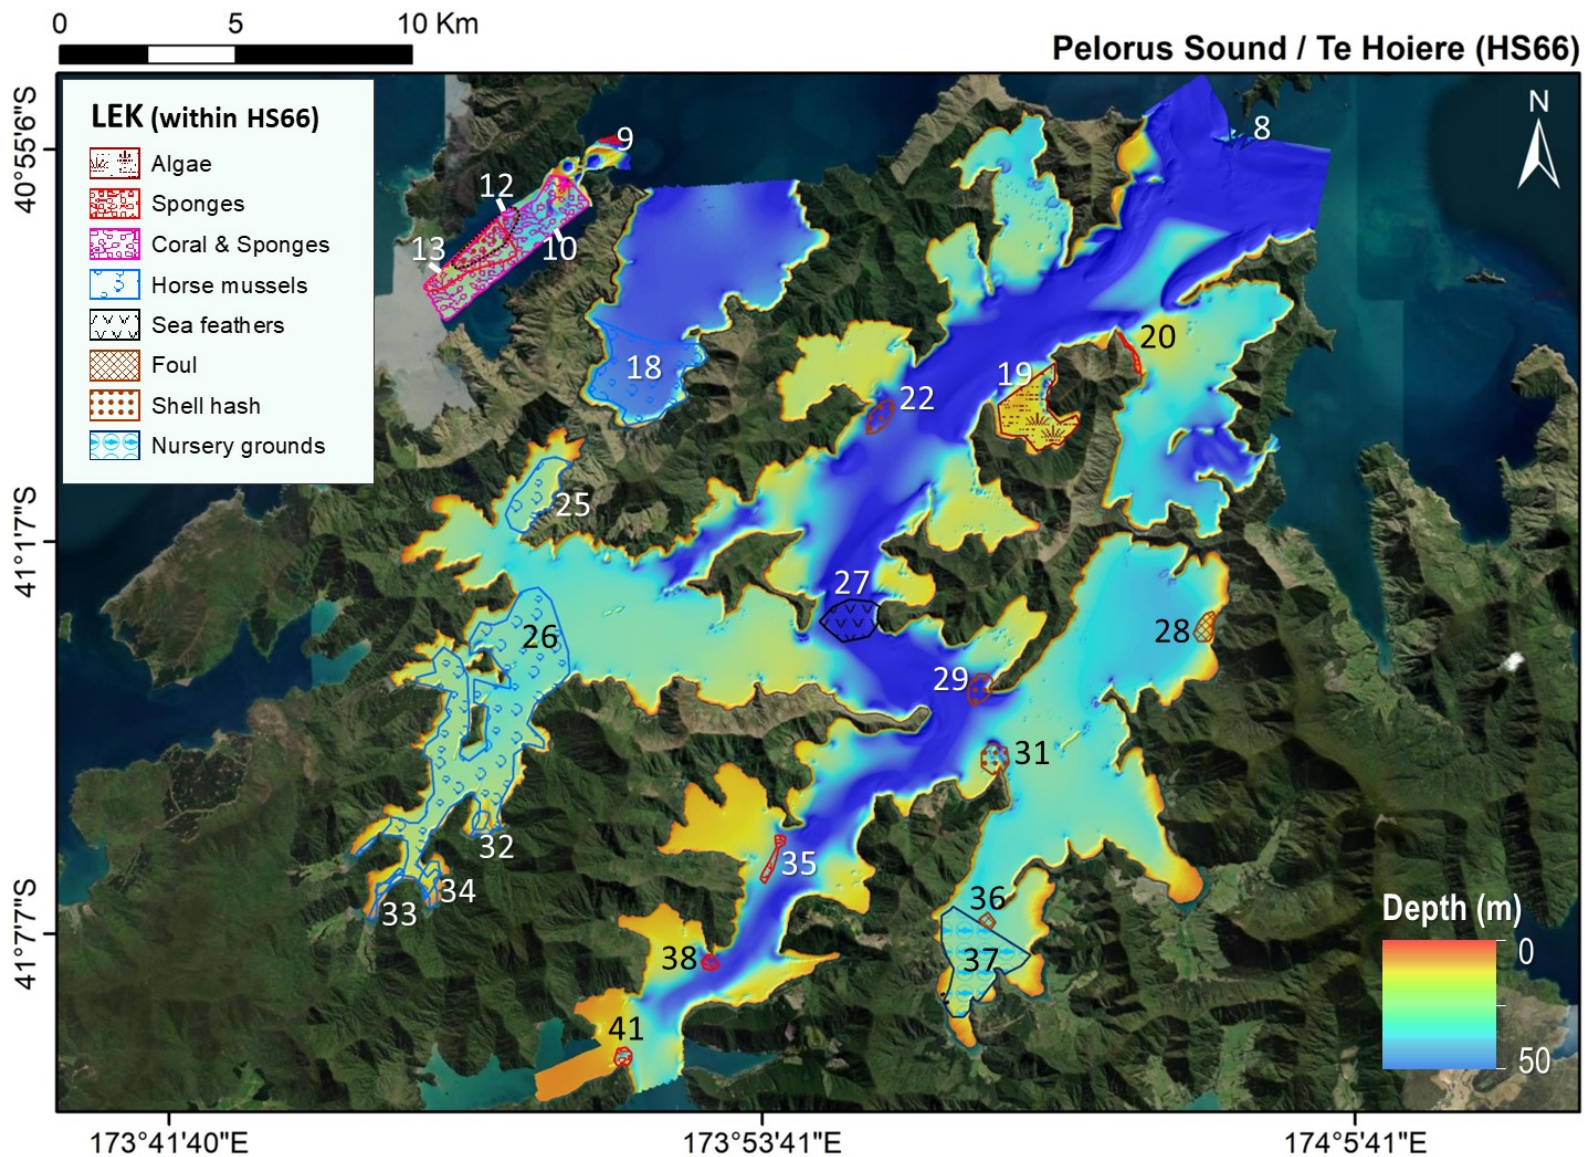 0 5 10 Km
Pelorus Sound / Te Hoiere (HS66)
LEK (within HS66)
Algae
Sponges
Coral & Sponges
Horse mussels
Sea feathers
Foul
Shell hash
Nursery grounds
N
40°55'6"S
41°1'17"S
41°7'7"S
8
9
12
13
10
18
20
19
22
25
27
26
28
29
31
32
35
34
33
36
38
37
41
Depth (m)
0
50
173°41'40"E
173°53'41"E
174°5'41"E